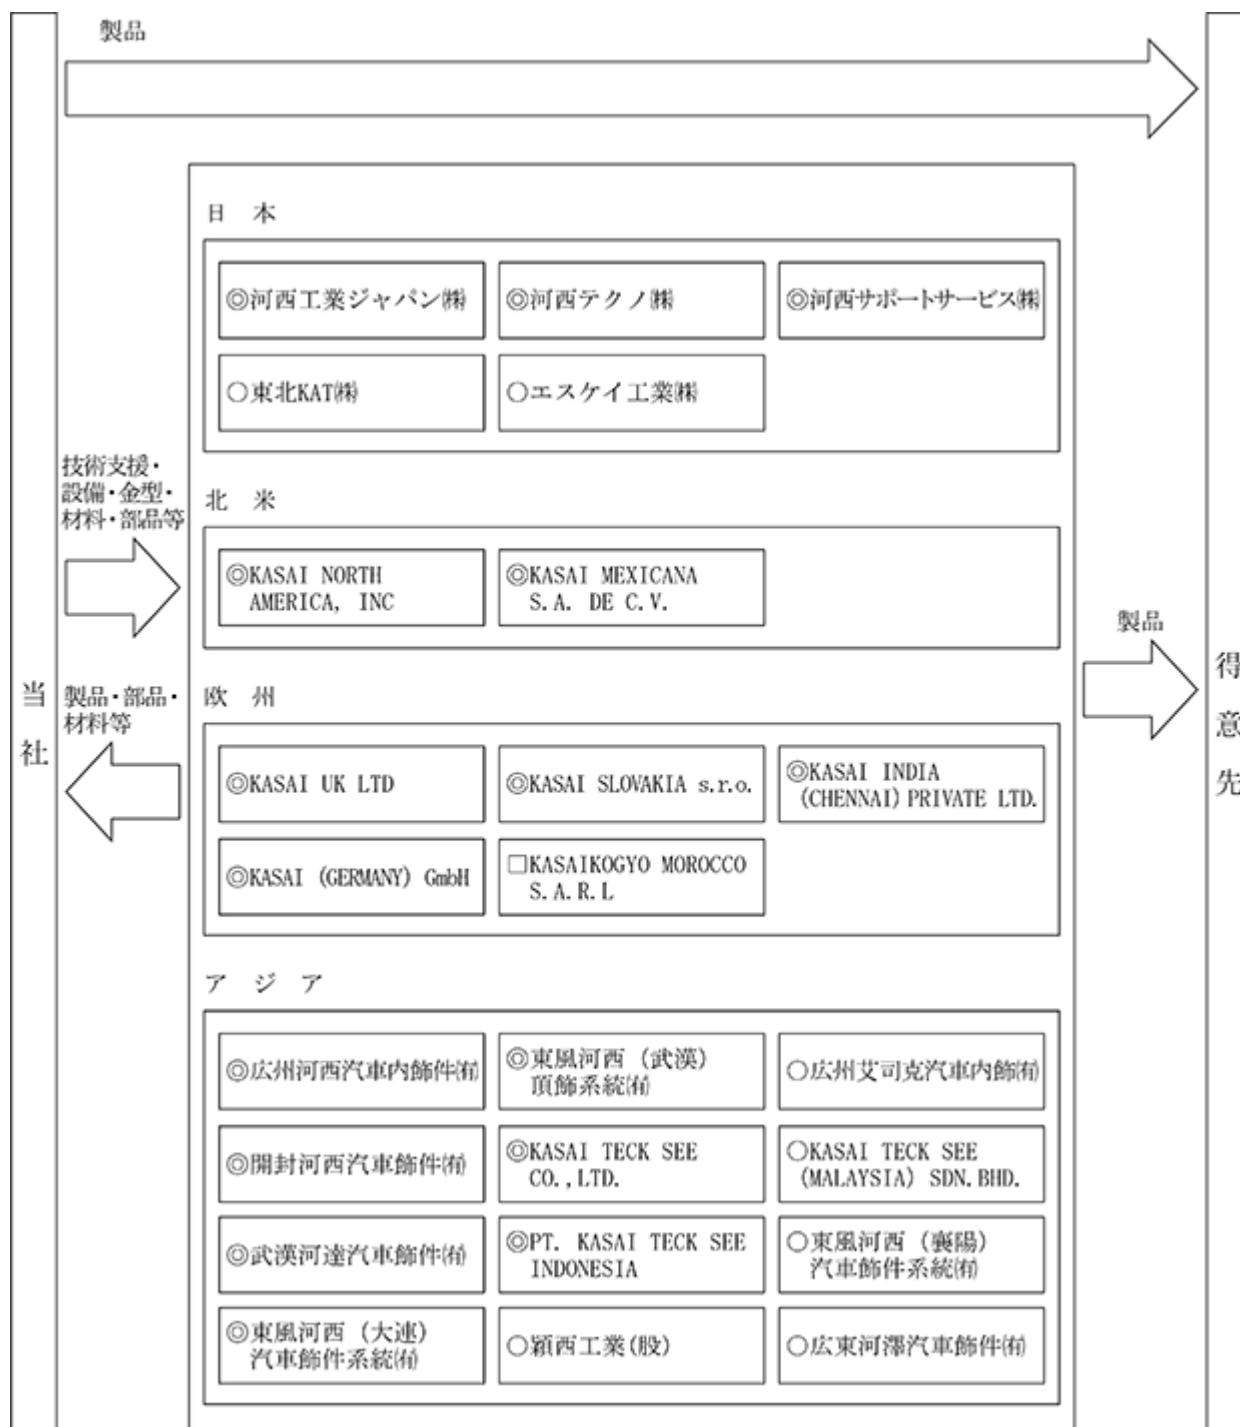 製品
日 本
◎河西工業ジャパン㈱
◎河西テクノ㈱
◎河西サポートサービス㈱
○東北KAT㈱
○エスケイ工業㈱
技術支援・
設備・金型・
材料・部品等
北 米
◎KASAI NORTH
AMERICA, INC
◎KASAI MEXICANA
S.A. DE C.V.
製品
当社
製品・部品・
材料等
得意先
欧 州
◎KASAI UK LTD
◎KASAI SLOVAKIA s.r.o.
◎KASAI INDIA
(CHENNAI) PRIVATE LTD.
◎KASAI (GERMANY) GmbH
□KASAIKOGYO MOROCCO
S.A.R.L
ア ジ ア
◎広州河西汽車内飾件㈲
◎東風河西(武漢)
頂飾系統㈲
○広州艾司克汽車内飾㈲
◎開封河西汽車飾件㈲
◎KASAI TECK SEE
CO.,LTD.
○KASAI TECK SEE
(MALAYSIA) SDN.BHD.
◎武漢河達汽車飾件㈲
◎PT. KASAI TECK SEE
INDONESIA
○東風河西(襄陽)
汽車飾件系統㈲
◎東風河西(大連)
汽車飾件系統㈲
○穎西工業(股)
○広東河澤汽車飾件㈲